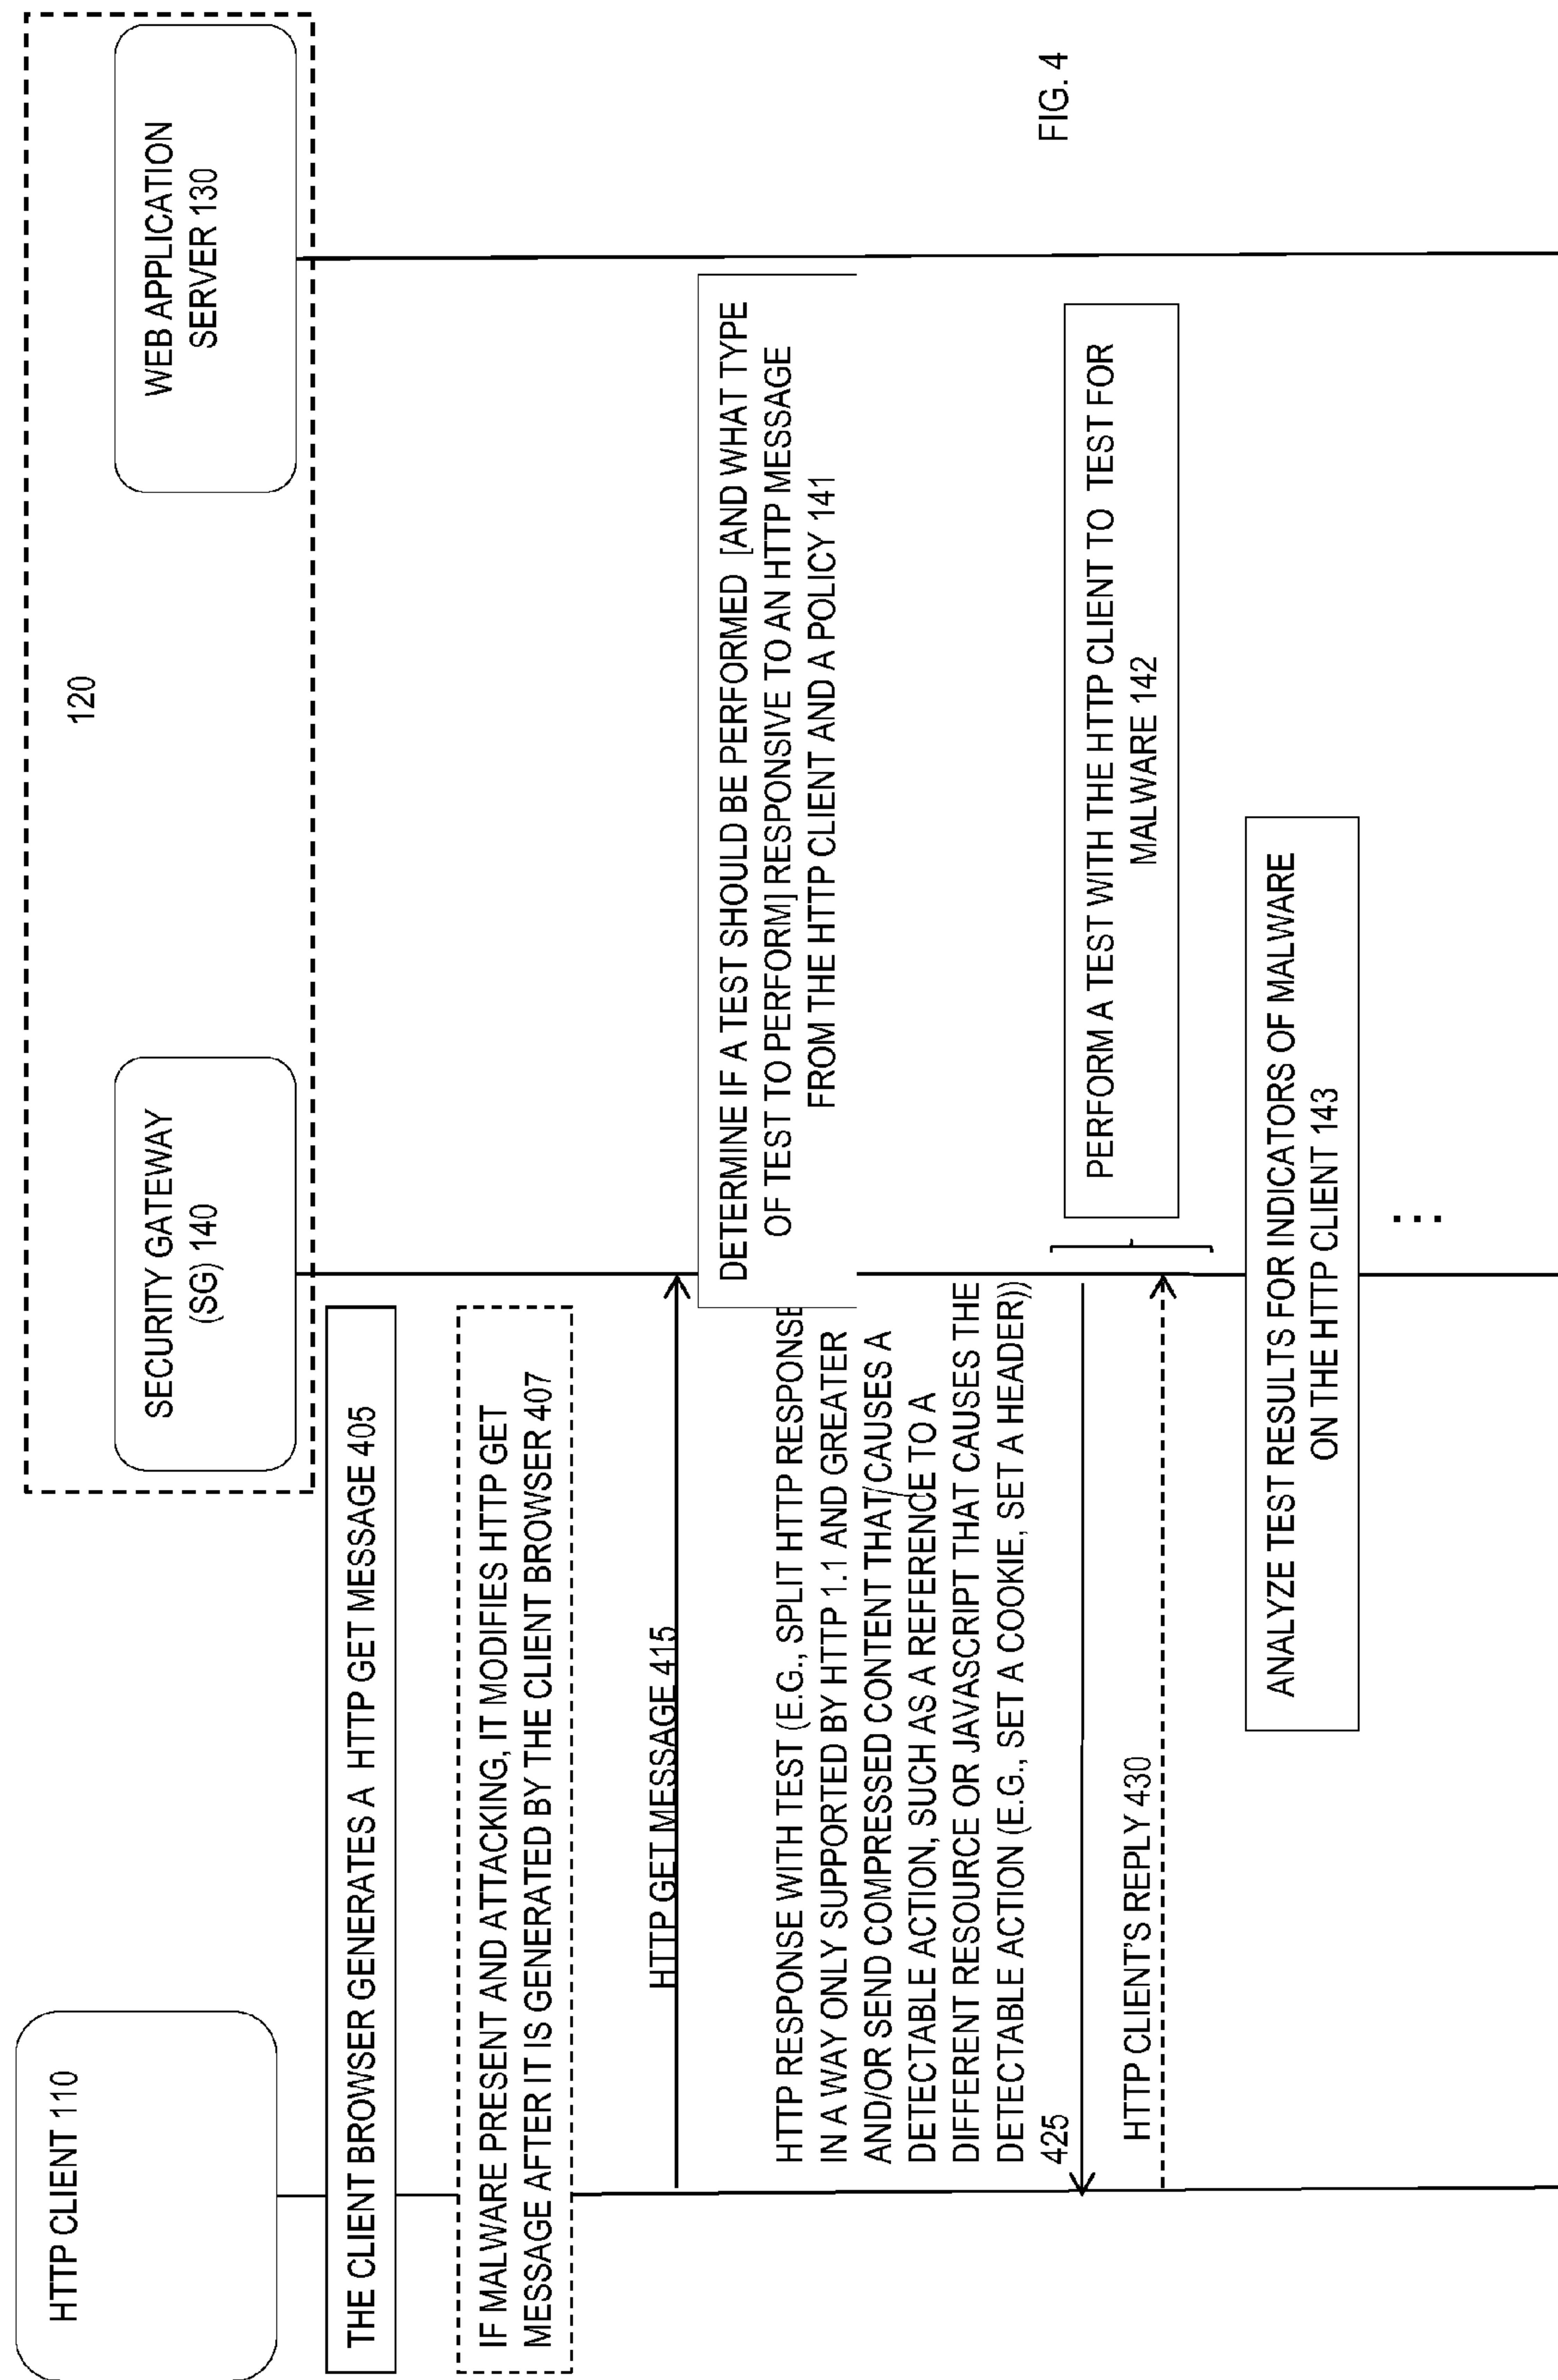 HTTP CLIENT 110
SECURITY GATEWAY
(SG) 140
120
WEB APPLICATION
SERVER 130
THE CLIENT BROWSER GENERATES A HTTP GET MESSAGE 405
IF MALWARE PRESENT AND ATTACKING, IT MODIFIES HTTP GET
MESSAGE AFTER IT IS GENERATED BY THE CLIENT BROWSER 407
HTTP GET MESSAGE 415
DETERMINE IF A TEST SHOULD BE PERFORMED [AND WHAT TYPE
OF TEST TO PERFORM] RESPONSIVE TO AN HTTP MESSAGE
FROM THE HTTP CLIENT AND A POLICY 141
HTTP RESPONSE WITH TEST (E.G., SPLIT HTTP RESPONSE
IN A WAY ONLY SUPPORTED BY HTTP 1.1 AND GREATER
AND/OR SEND COMPRESSED CONTENT THAT CAUSES A
DETECTABLE ACTION, SUCH AS A REFERENCE TO A
DIFFERENT RESOURCE OR JAVASCRIPT THAT CAUSES THE
DETECTABLE ACTION (E.G., SET A COOKIE, SET A HEADER))
425
PERFORM A TEST WITH THE HTTP CLIENT TO TEST FOR
MALWARE 142
HTTP CLIENT'S REPLY 430
ANALYZE TEST RESULTS FOR INDICATORS OF MALWARE
ON THE HTTP CLIENT 143
...
FIG. 4